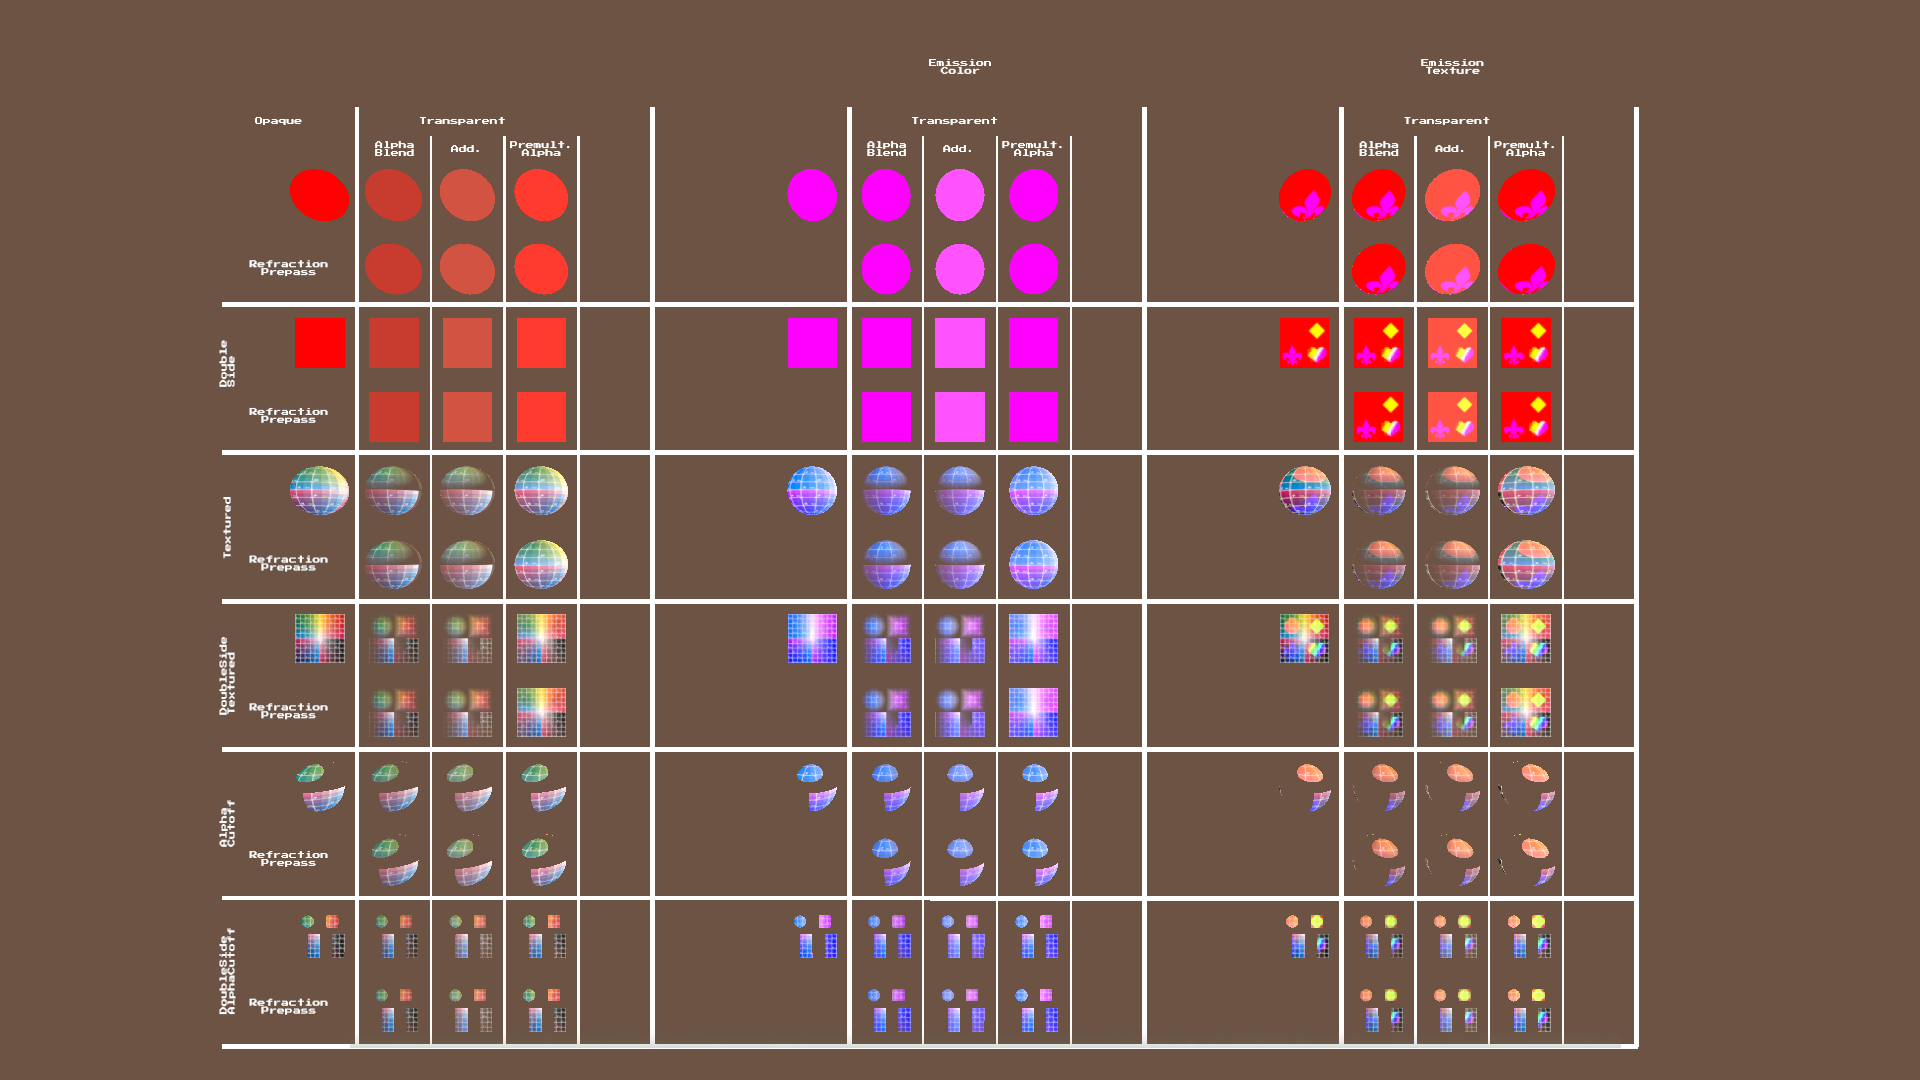 Emission
Color
Emission
Texture
Opaque
Transparent
Transparent
Transparent
Alpha
Blend
Add.
Premult.
Alpha
Alpha
Blend
Add.
Premult.
Alpha
Alpha
Blend
Add.
Premult.
Alpha
Refraction
Prepass
Double
Side
Refraction
Prepass
Textured
Refraction
Prepass
DoubleSide
Textured
Refraction
Prepass
Alpha
Cutoff
Refraction
Prepass
DoubleSide
AlphaCutoff
Refraction
Prepass